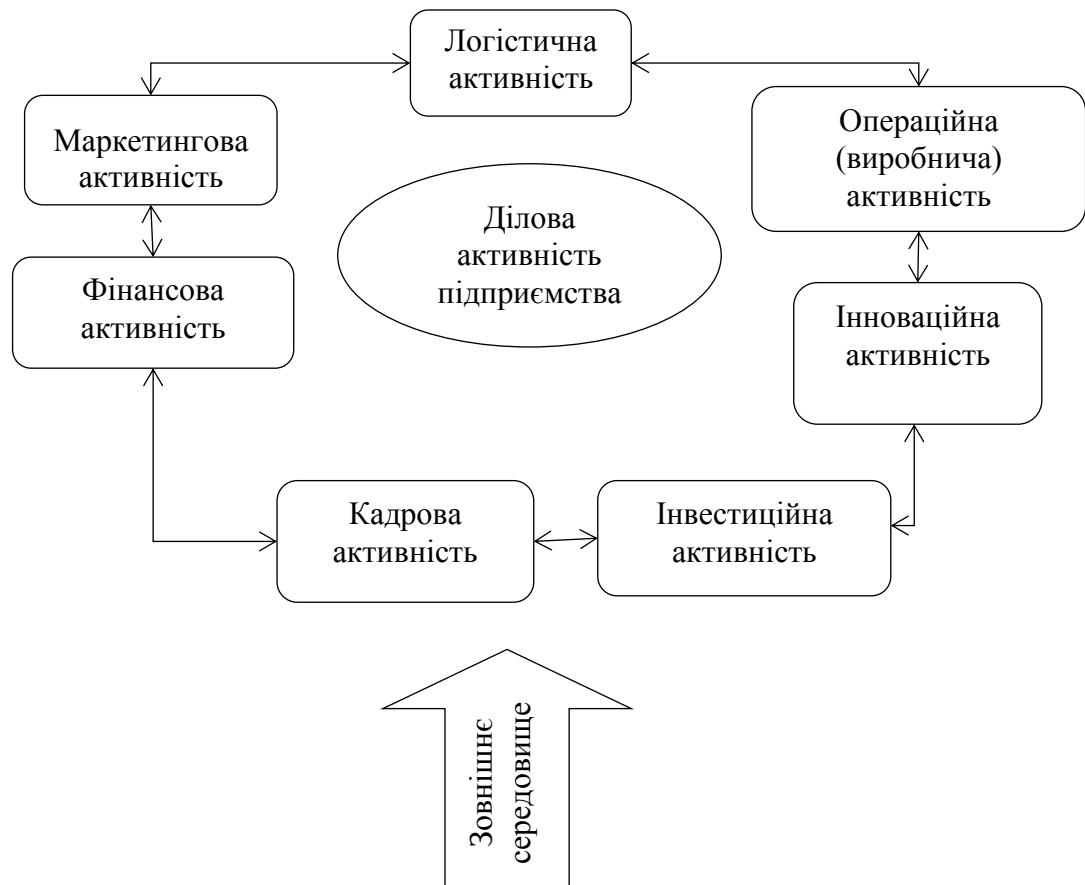 Логістична
активність
Маркетингова
активність
Операційна
(виробнича)
активність
Ділова
активність
підприємства
Фінансова
активність
Інноваційна
активність
Кадрова
активність
Інвестиційна
активність
Зовнішнє
середовище